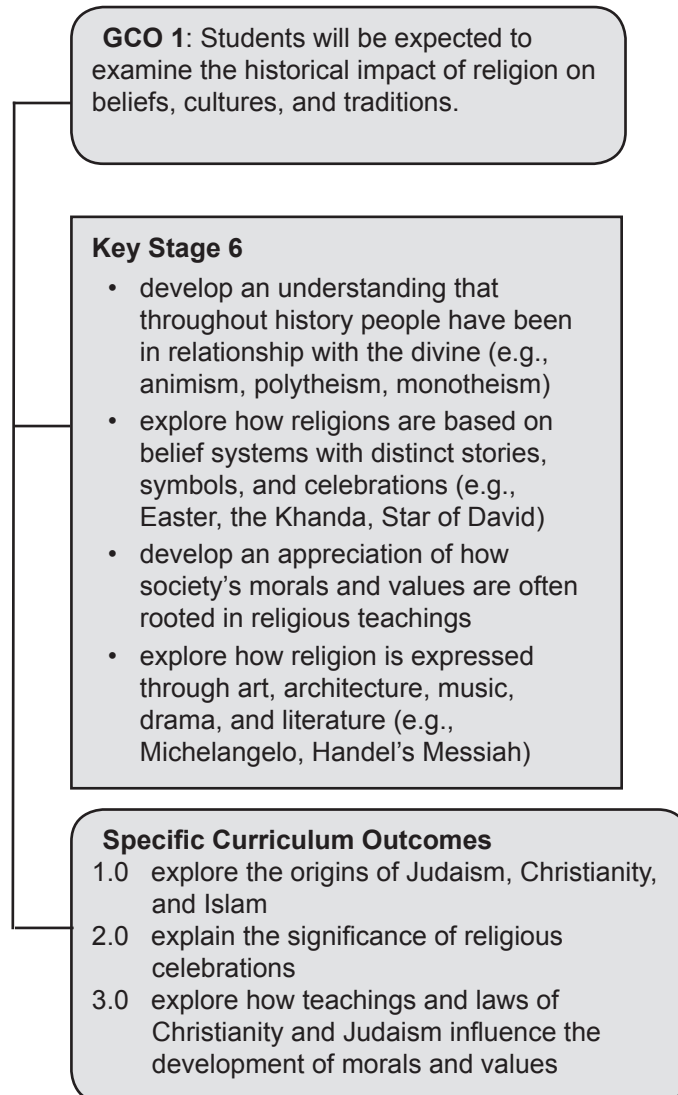 GCO 1: Students will be expected to
examine the historical impact of religion on
beliefs, cultures, and traditions.
Key Stage 6
• develop an understanding that
throughout history people have been
in relationship with the divine (e.g.,
animism, polytheism, monotheism)
• explore how religions are based on
belief systems with distinct stories,
symbols, and celebrations (e.g.,
Easter, the Khanda, Star of David)
• develop an appreciation of how
society’s morals and values are often
rooted in religious teachings
• explore how religion is expressed
through art, architecture, music,
drama, and literature (e.g.,
Michelangelo, Handel’s Messiah)
Specific Curriculum Outcomes
1.0 explore the origins of Judaism, Christianity,
and Islam
2.0 explain the significance of religious
celebrations
3.0 explore how teachings and laws of
Christianity and Judaism influence the
development of morals and values